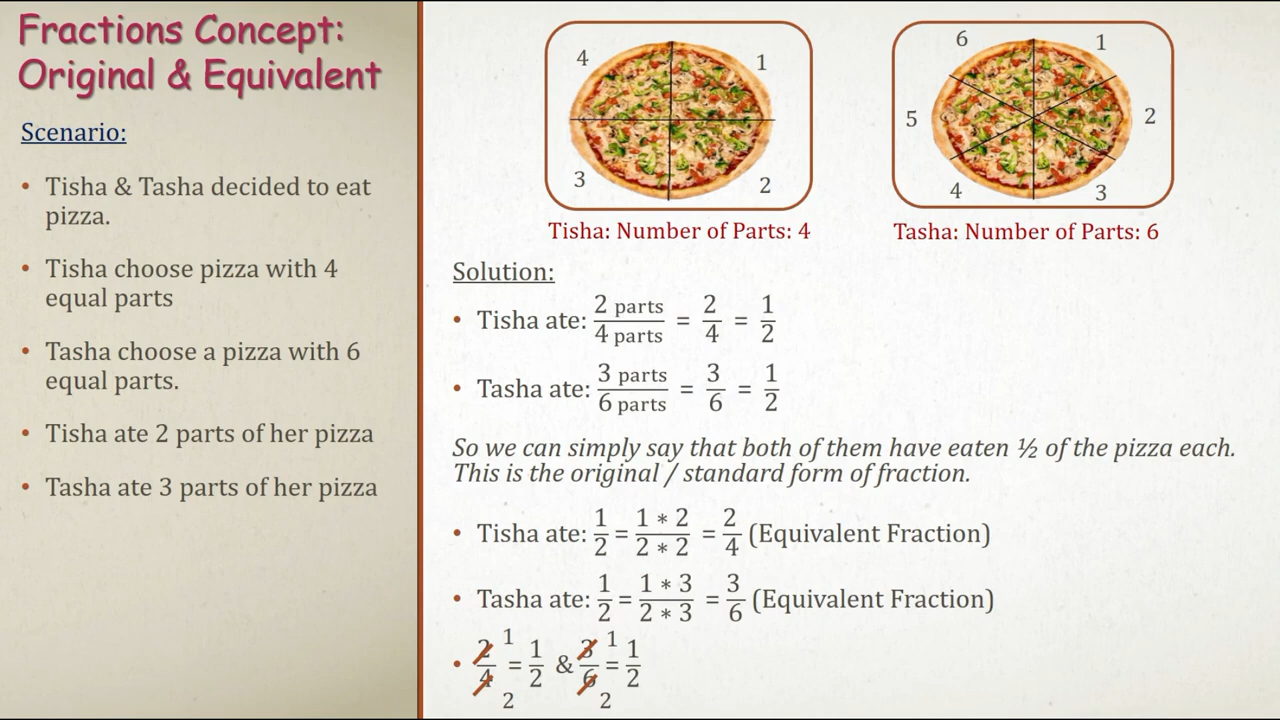 Fractions Concept:
Original & Equivalent
Scenario:
• Tisha & Tasha decided to eat
pizza.
• Tisha choose pizza with 4
equal parts
• Tasha choose a pizza with 6
equal parts.
• Tisha ate 2 parts of her pizza
• Tasha ate 3 parts of her pizza
4 1
3 2
Tisha: Number of Parts: 4
6 1
5 2
4 3
Tasha: Number of Parts: 6
Solution:
• Tisha ate: 2 parts/4 parts = 2/4 = 1/2
• Tasha ate: 3 parts/6 parts = 3/6 = 1/2
So we can simply say that both of them have eaten ½ of the pizza each.
This is the original / standard form of fraction.
• Tisha ate: 1/2 = 1 * 2/2 * 2 = 2/4 (Equivalent Fraction)
• Tasha ate: 1/2 = 1 * 3/2 * 3 = 3/6 (Equivalent Fraction)
1 1
• 2/4 = 1/2 & 3/6 = 1/2
2 2